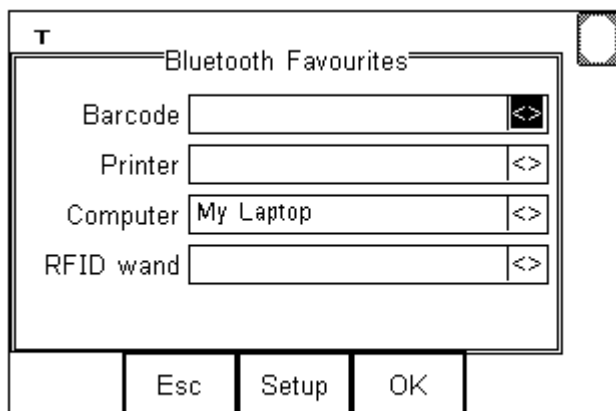 T
Bluetooth Favourites
Barcode <>
Printer <>
Computer My Laptop <>
RFID wand <>
Esc Setup OK